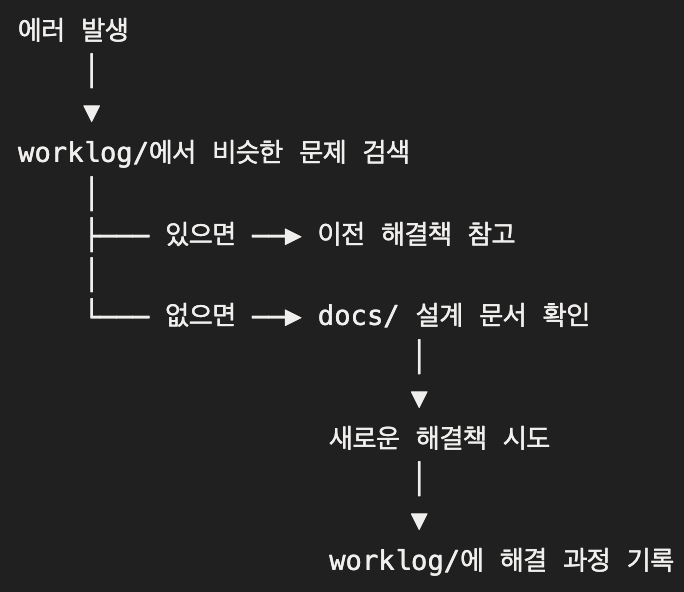 에러 발생
worklog/에서 비슷한 문제 검색
있으면 이전 해결책 참고
없으면 docs/ 설계 문서 확인
새로운 해결책 시도
worklog/에 해결 과정 기록